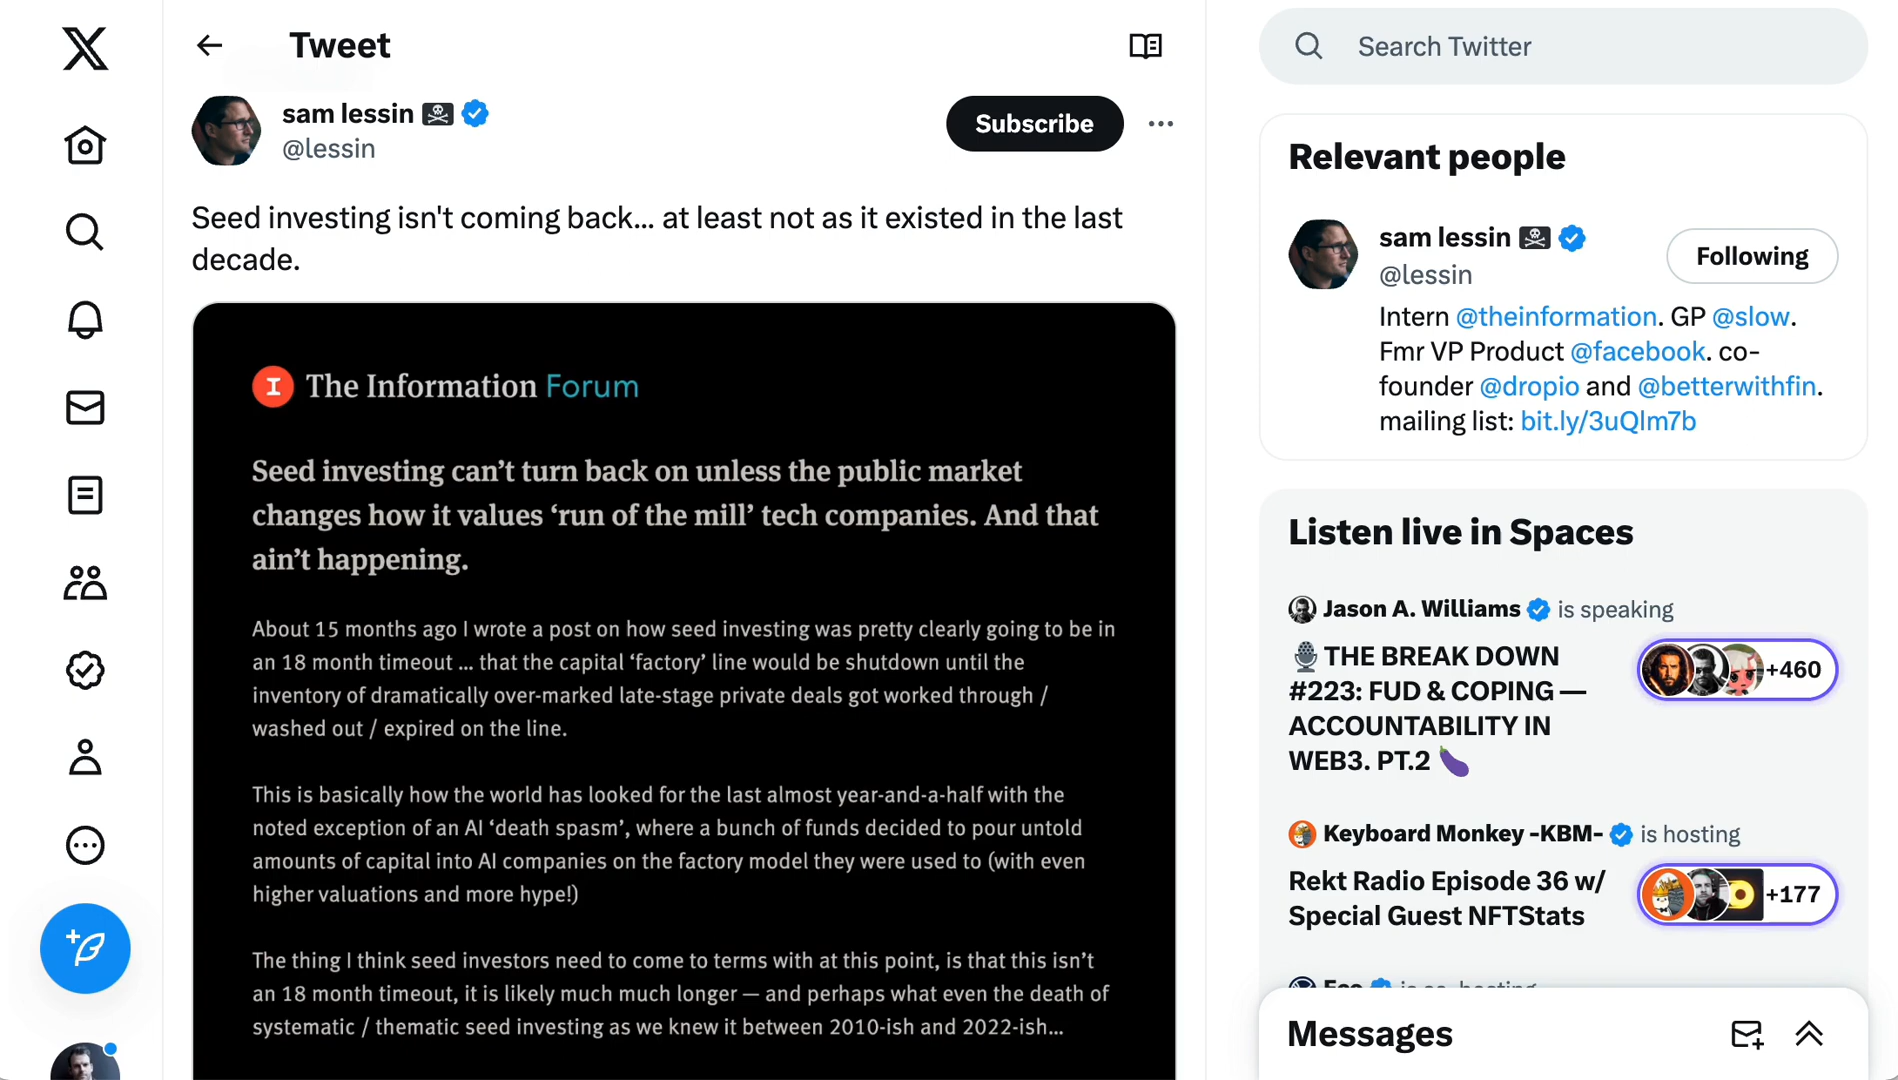 Tweet
sam lessin
@lessin
Subscribe
Seed investing isn't coming back... at least not as it existed in the last
decade.
The Information Forum
Seed investing can’t turn back on unless the public market
changes how it values ‘run of the mill’ tech companies. And that
ain’t happening.
About 15 months ago I wrote a post on how seed investing was pretty clearly going to be in
an 18 month timeout ... that the capital ‘factory’ line would be shutdown until the
inventory of dramatically over-marked late-stage private deals got worked through /
washed out / expired on the line.
This is basically how the world has looked for the last almost year-and-a-half with the
noted exception of an AI ‘death spasm’, where a bunch of funds decided to pour untold
amounts of capital into AI companies on the factory model they were used to (with even
higher valuations and more hype!)
The thing I think seed investors need to come to terms with at this point, is that this isn’t
an 18 month timeout, it is likely much much longer — and perhaps what even the death of
systematic / thematic seed investing as we knew it between 2010-ish and 2022-ish...
Search Twitter
Relevant people
sam lessin
@lessin
Following
Intern @theinformation. GP @slow.
Fmr VP Product @facebook. co-
founder @dropio and @betterwithfin.
mailing list: bit.ly/3uQlm7b
Listen live in Spaces
Jason A. Williams is speaking
THE BREAK DOWN
#223: FUD & COPING —
ACCOUNTABILITY IN
WEB3. PT.2
+460
Keyboard Monkey -KBM- is hosting
Rekt Radio Episode 36 w/
Special Guest NFTStats
+177
is co-hosting
Messages